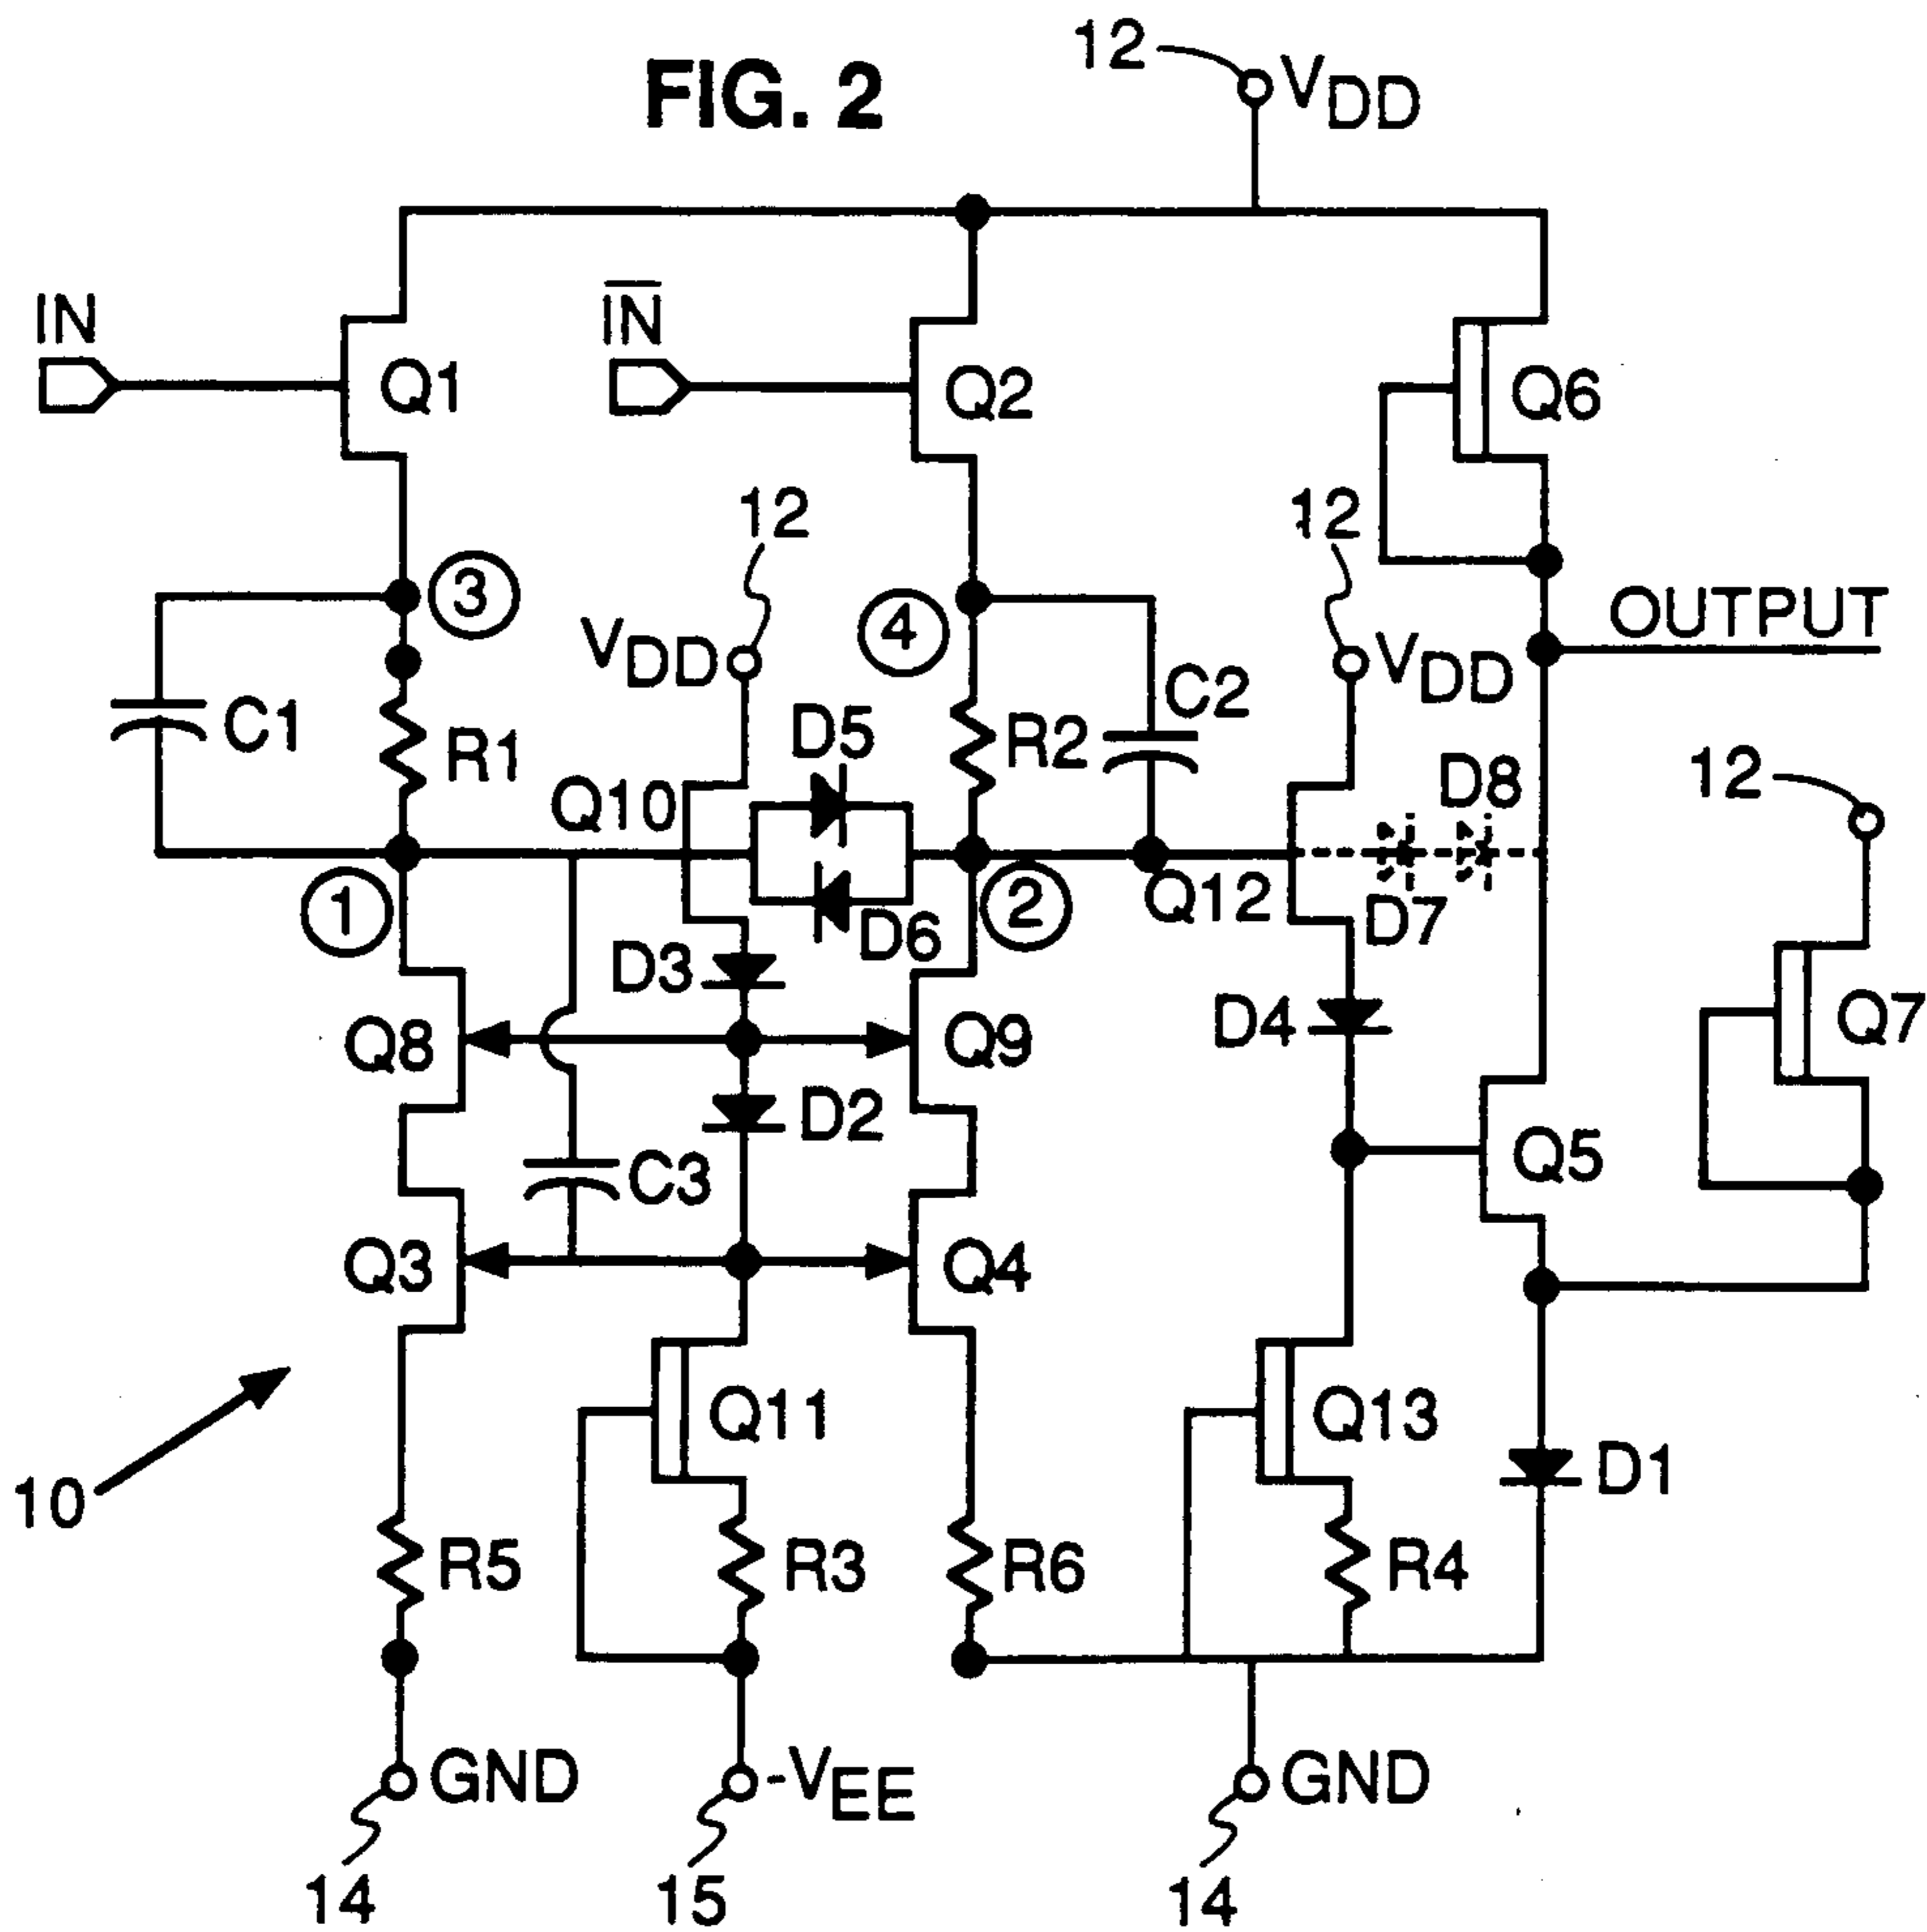 FIG. 2
12
VDD
IN
IN
Q1
Q2
Q6
12
12
3
4
OUTPUT
VDD
VDD
C2
C1
R1
D5
R2
D8
12
Q10
1
D6
2
Q12
D7
D3
Q8
Q9
D4
Q7
D2
C3
Q5
Q3
Q4
Q11
Q13
10
D1
R5
R3
R6
R4
GND
-VEE
GND
14
15
14